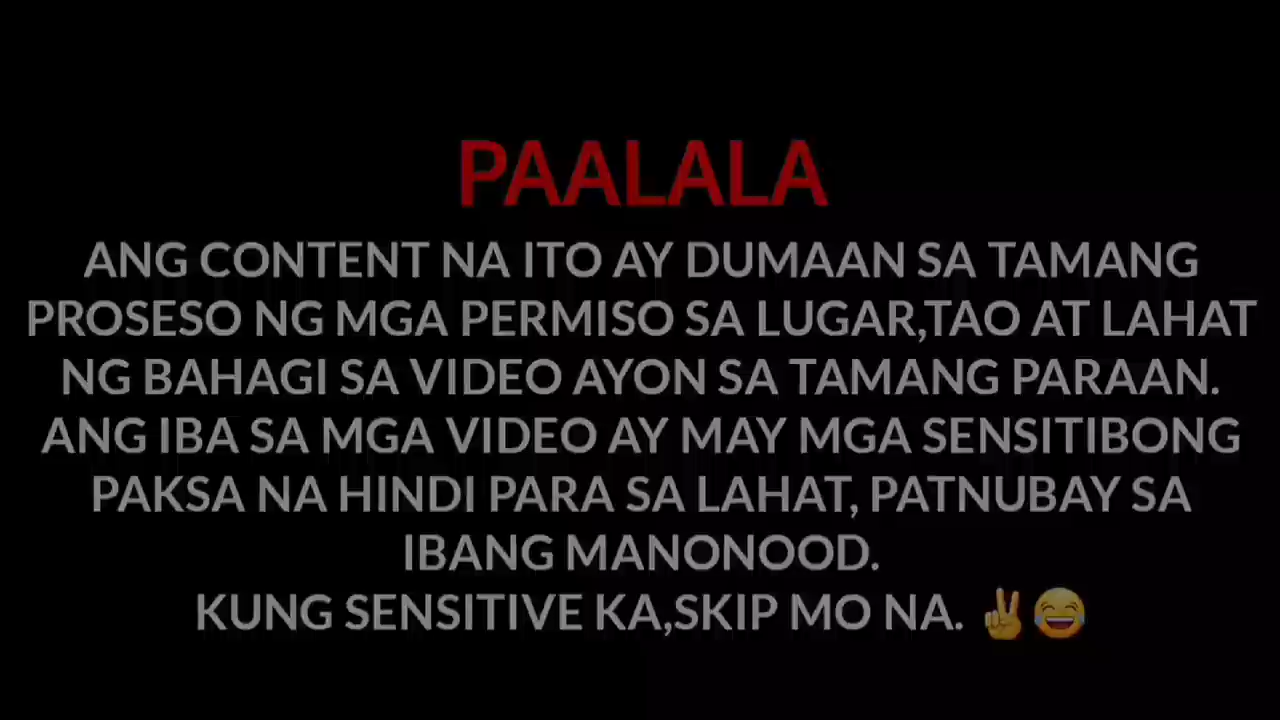 PAALALA
ANG CONTENT NA ITO AY DUMAAN SA TAMANG
PROSESO NG MGA PERMISO SA LUGAR,TAO AT LAHAT
NG BAHAGI SA VIDEO AYON SA TAMANG PARAAN.
ANG IBA SA MGA VIDEO AY MAY MGA SENSITIBONG
PAKSA NA HINDI PARA SA LAHAT, PATNUBAY SA
IBANG MANONOOD.
KUNG SENSITIVE KA,SKIP MO NA. ✌️😂